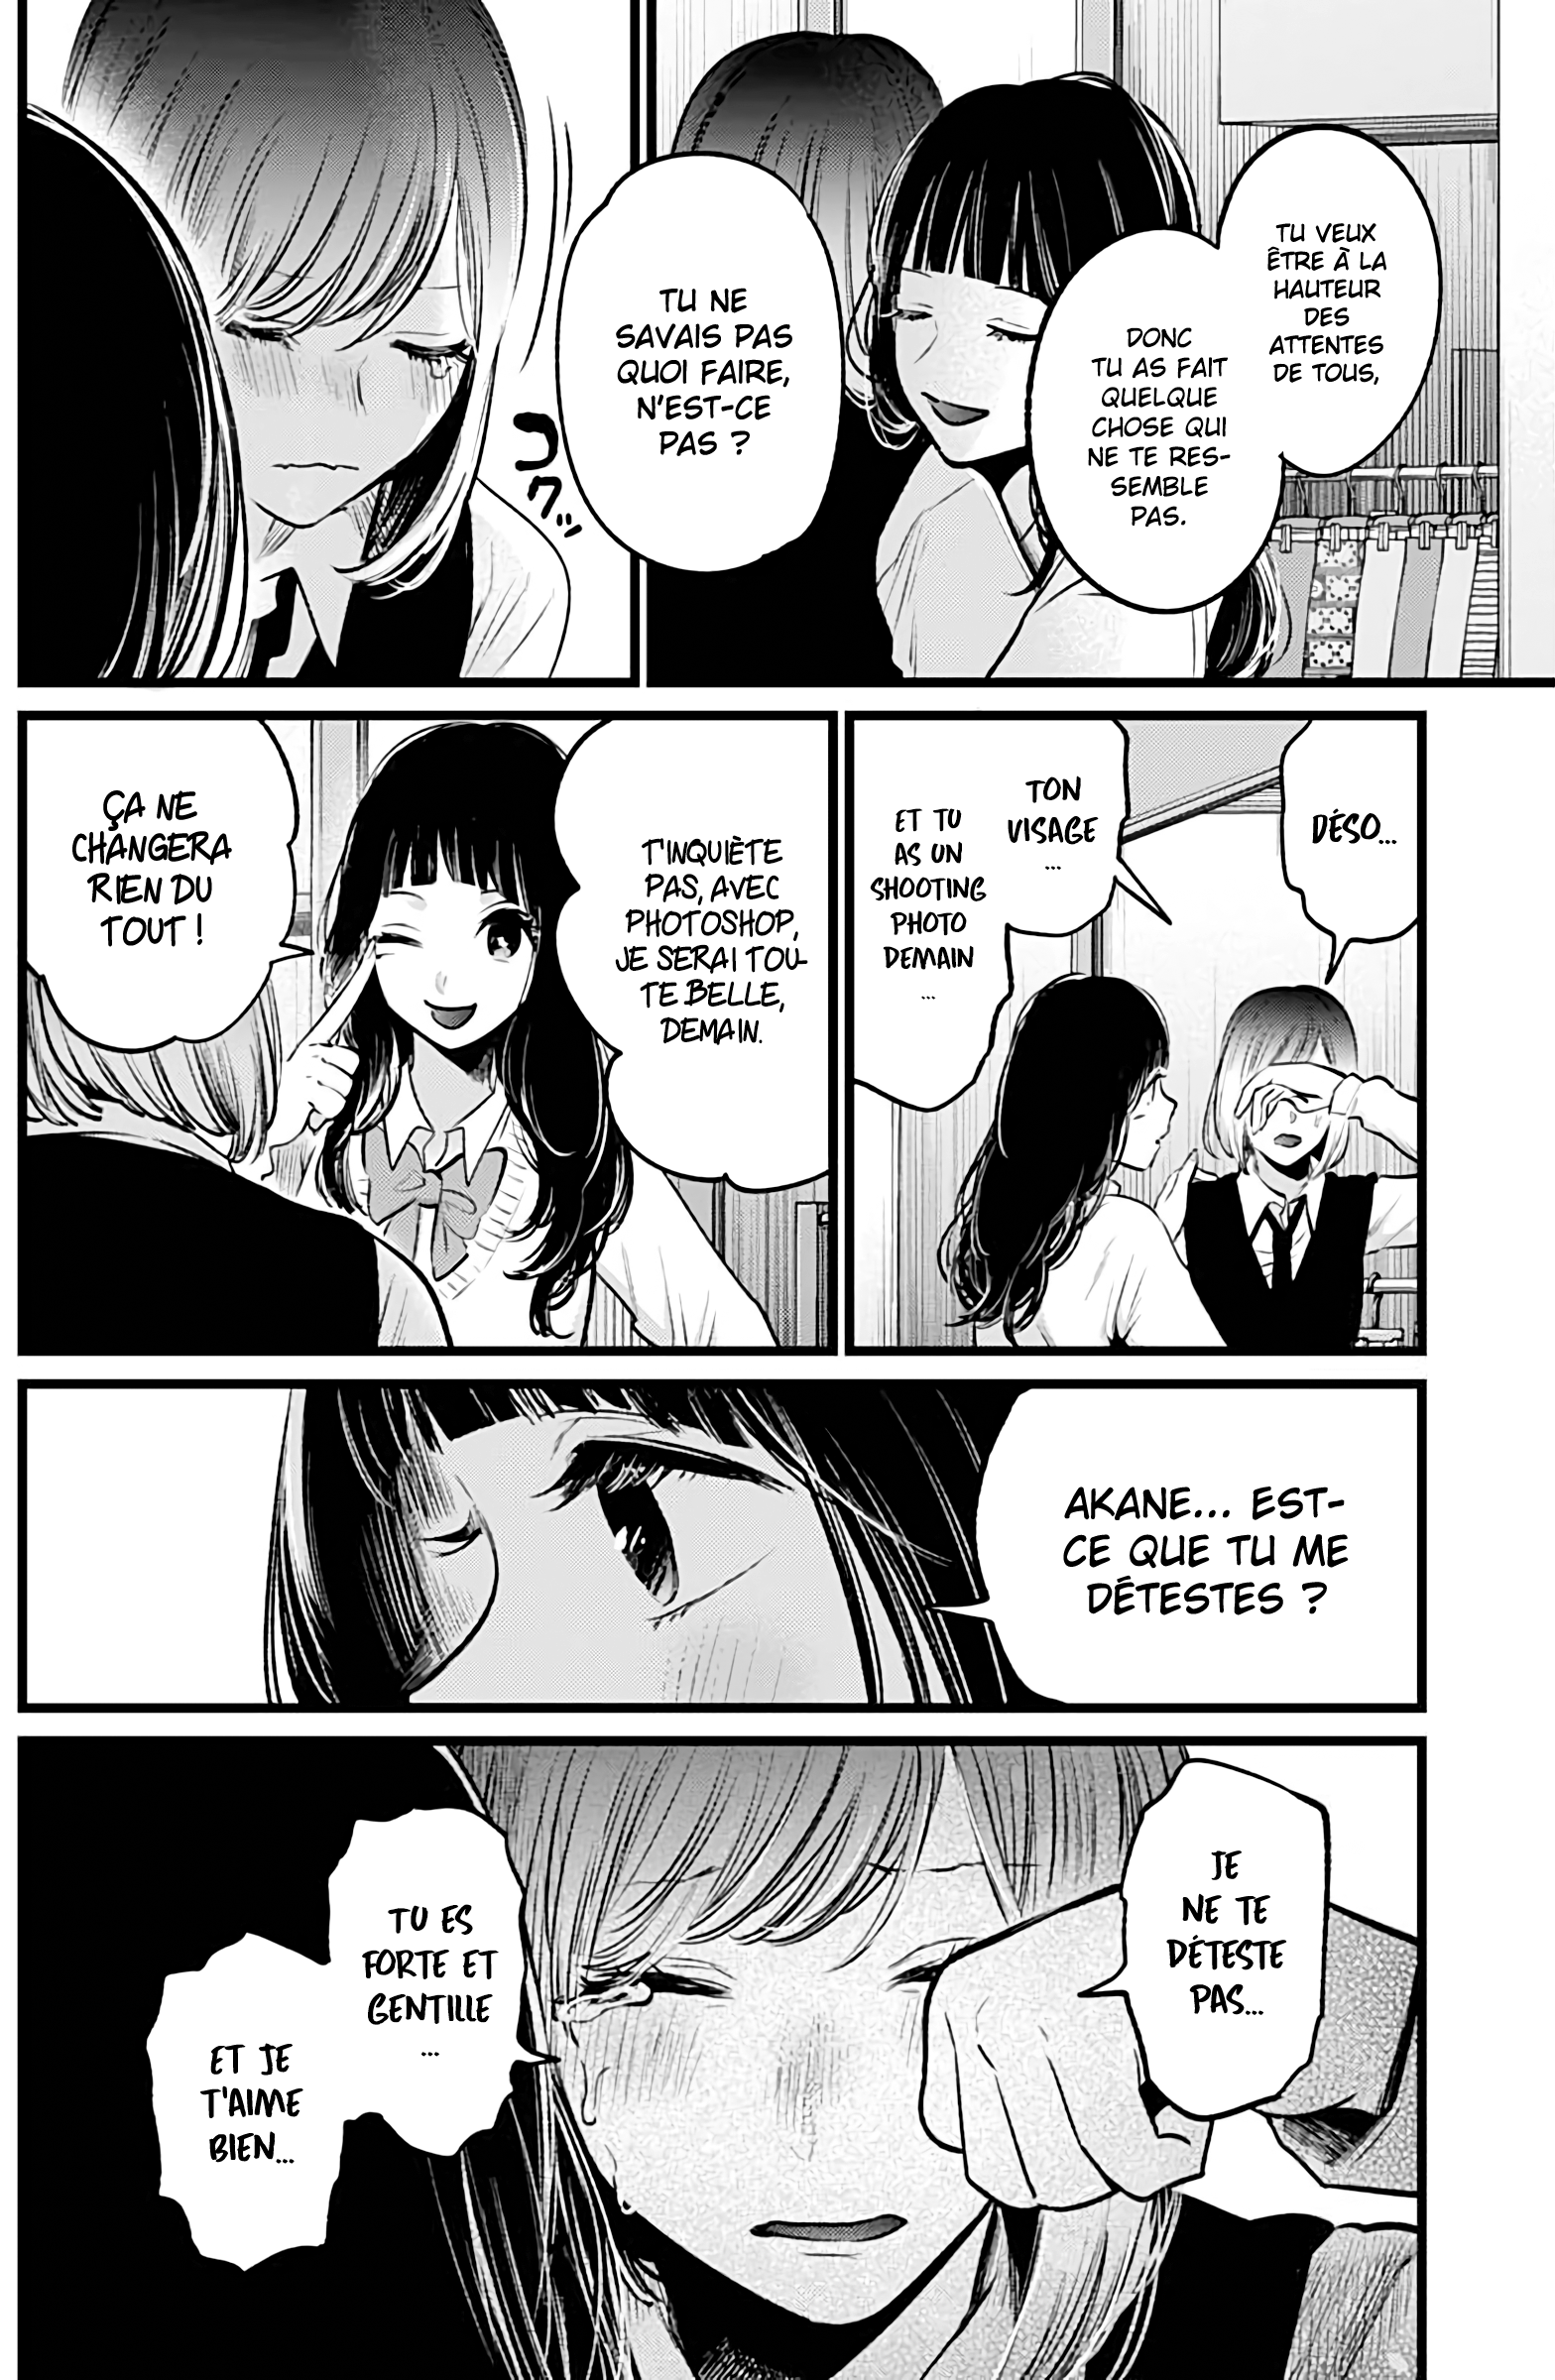 TU VEUX
ÊTRE À LA
HAUTEUR
DES
ATTENTES
DE TOUS,
DONC
TU AS FAIT
QUELQUE
CHOSE QUI
NE TE RES-
SEMBLE
PAS.
TU NE
SAVAIS PAS
QUOI FAIRE,
N'EST-CE
PAS ?
コクッ
DÉSO...
TON
VISAGE
...
ET TU
AS UN
SHOOTING
PHOTO
DEMAIN
...
T'INQUIÈTE
PAS, AVEC
PHOTOSHOP,
JE SERAI TOU-
TE BELLE,
DEMAIN.
ÇA NE
CHANGERA
RIEN DU
TOUT !
AKANE... EST-
CE QUE TU ME
DÉTESTES ?
JE
NE TE
DÉTESTE
PAS...
TU ES
FORTE ET
GENTILLE
...
ET JE
T'AIME
BIEN...